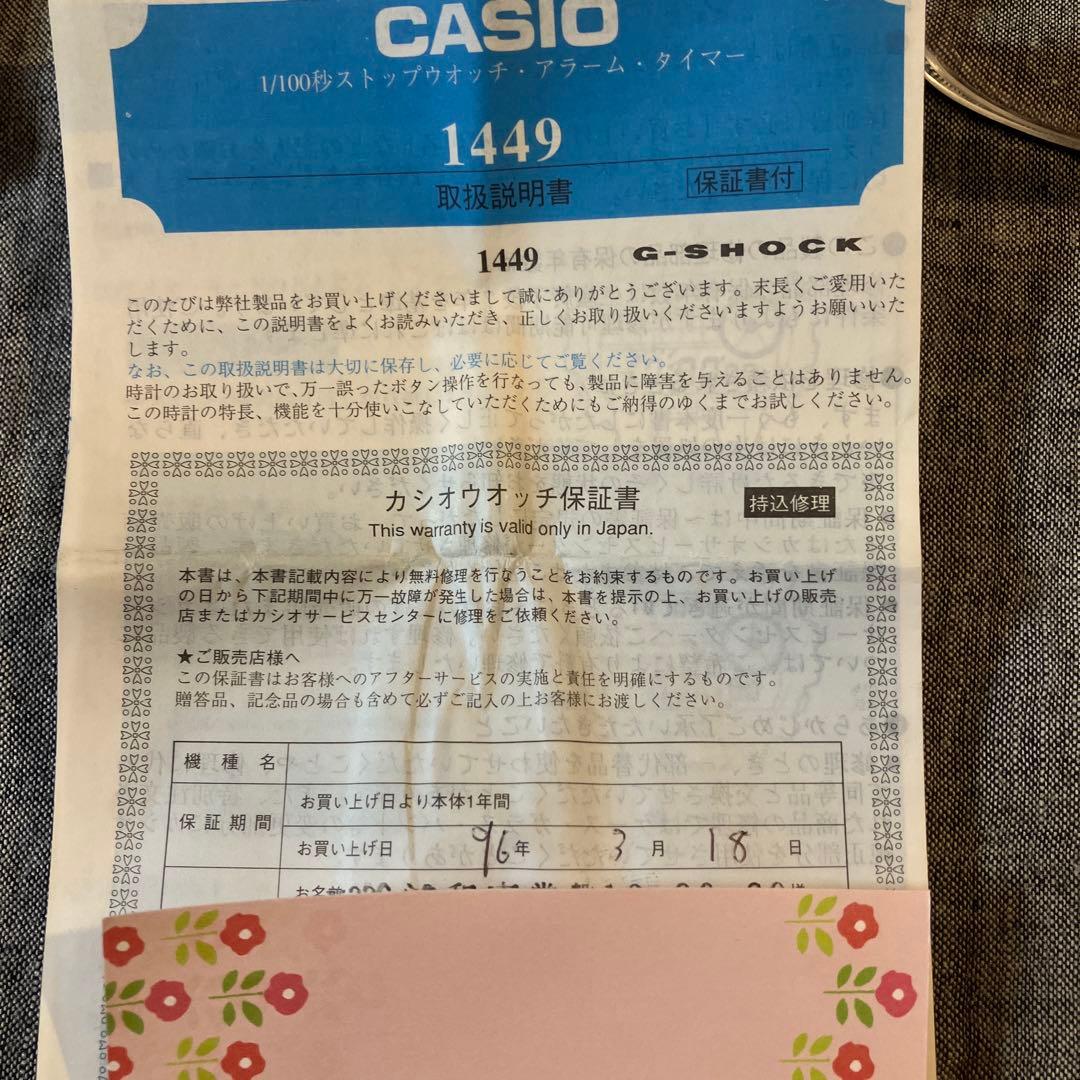 CASIO
1/100秒ストップウオッチ・アラーム・タイマー
1449
取扱説明書 保証書付
1449 G-SHOCK
このたびは弊社製品をお買い上げくださいまして誠にありがとうございます。末長くご愛用いた
だくために、この説明書をよくお読みいただき、正しくお取り扱いくださいますようお願いいた
します。
なお、この取扱説明書は大切に保存し、必要に応じてご覧ください。
時計のお取り扱いで、万一誤ったボタン操作を行なっても、製品に障害を与えることはありません。
この時計の特長、機能を十分使いこなしていただくためにもご納得のゆくまでお試しください。
カシオウオッチ保証書 持込修理
This warranty is valid only in Japan.
本書は、本書記載内容により無料修理を行なうことをお約束するものです。お買い上げ
の日から下記期間中に万一故障が発生した場合は、本書を提示の上、お買い上げの販売
店またはカシオサービスセンターに修理をご依頼ください。
★ご販売店様へ
この保証書はお客様へのアフターサービスの実施と責任を明確にするものです。
贈答品、記念品の場合も含めて必ずご記入の上お客様にお渡しください。
機種名
保証期間 お買い上げ日より本体1年間
お買い上げ日 96年 3月 18日
お名前